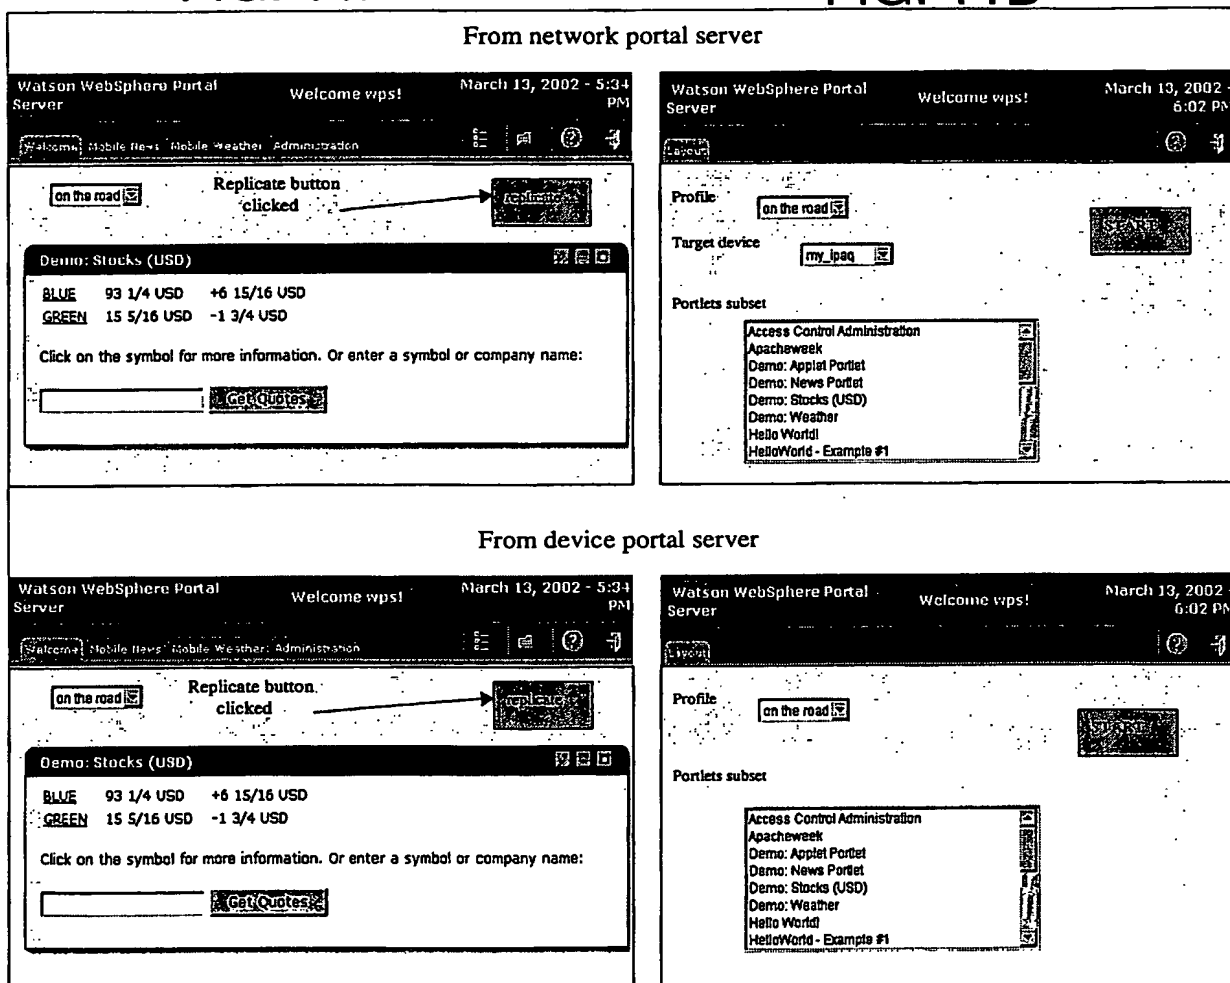 From network portal server
Watson WebSphere Portal
Server
Welcome wps!
March 13, 2002 - 5:34
PM
Welcome Mobile News Mobile Weather Administration
on the road
Replicate button
clicked
replicate
Demo: Stocks (USD)
BLUE 93 1/4 USD +6 15/16 USD
GREEN 15 5/16 USD -1 3/4 USD
Click on the symbol for more information. Or enter a symbol or company name:
Get Quotes
Watson WebSphere Portal
Server
Welcome wps!
March 13, 2002 -
6:02 PM
Layout
Profile
on the road
START
Target device
my_ipaq
Portlets subset
Access Control Administration
Apacheweek
Demo: Applet Portlet
Demo: News Portlet
Demo: Stocks (USD)
Demo: Weather
Hello World!
HelloWorld - Example #1
From device portal server
Watson WebSphere Portal
Server
Welcome wps!
March 13, 2002 - 5:34
PM
Welcome Mobile News Mobile Weather Administration
on the road
Replicate button
clicked
replicate
Demo: Stocks (USD)
BLUE 93 1/4 USD +6 15/16 USD
GREEN 15 5/16 USD -1 3/4 USD
Click on the symbol for more information. Or enter a symbol or company name:
Get Quotes
Watson WebSphere Portal
Server
Welcome wps!
March 13, 2002 -
6:02 PM
Layout
Profile
on the road
Portlets subset
Access Control Administration
Apacheweek
Demo: Applet Portlet
Demo: News Portlet
Demo: Stocks (USD)
Demo: Weather
Hello World!
HelloWorld - Example #1